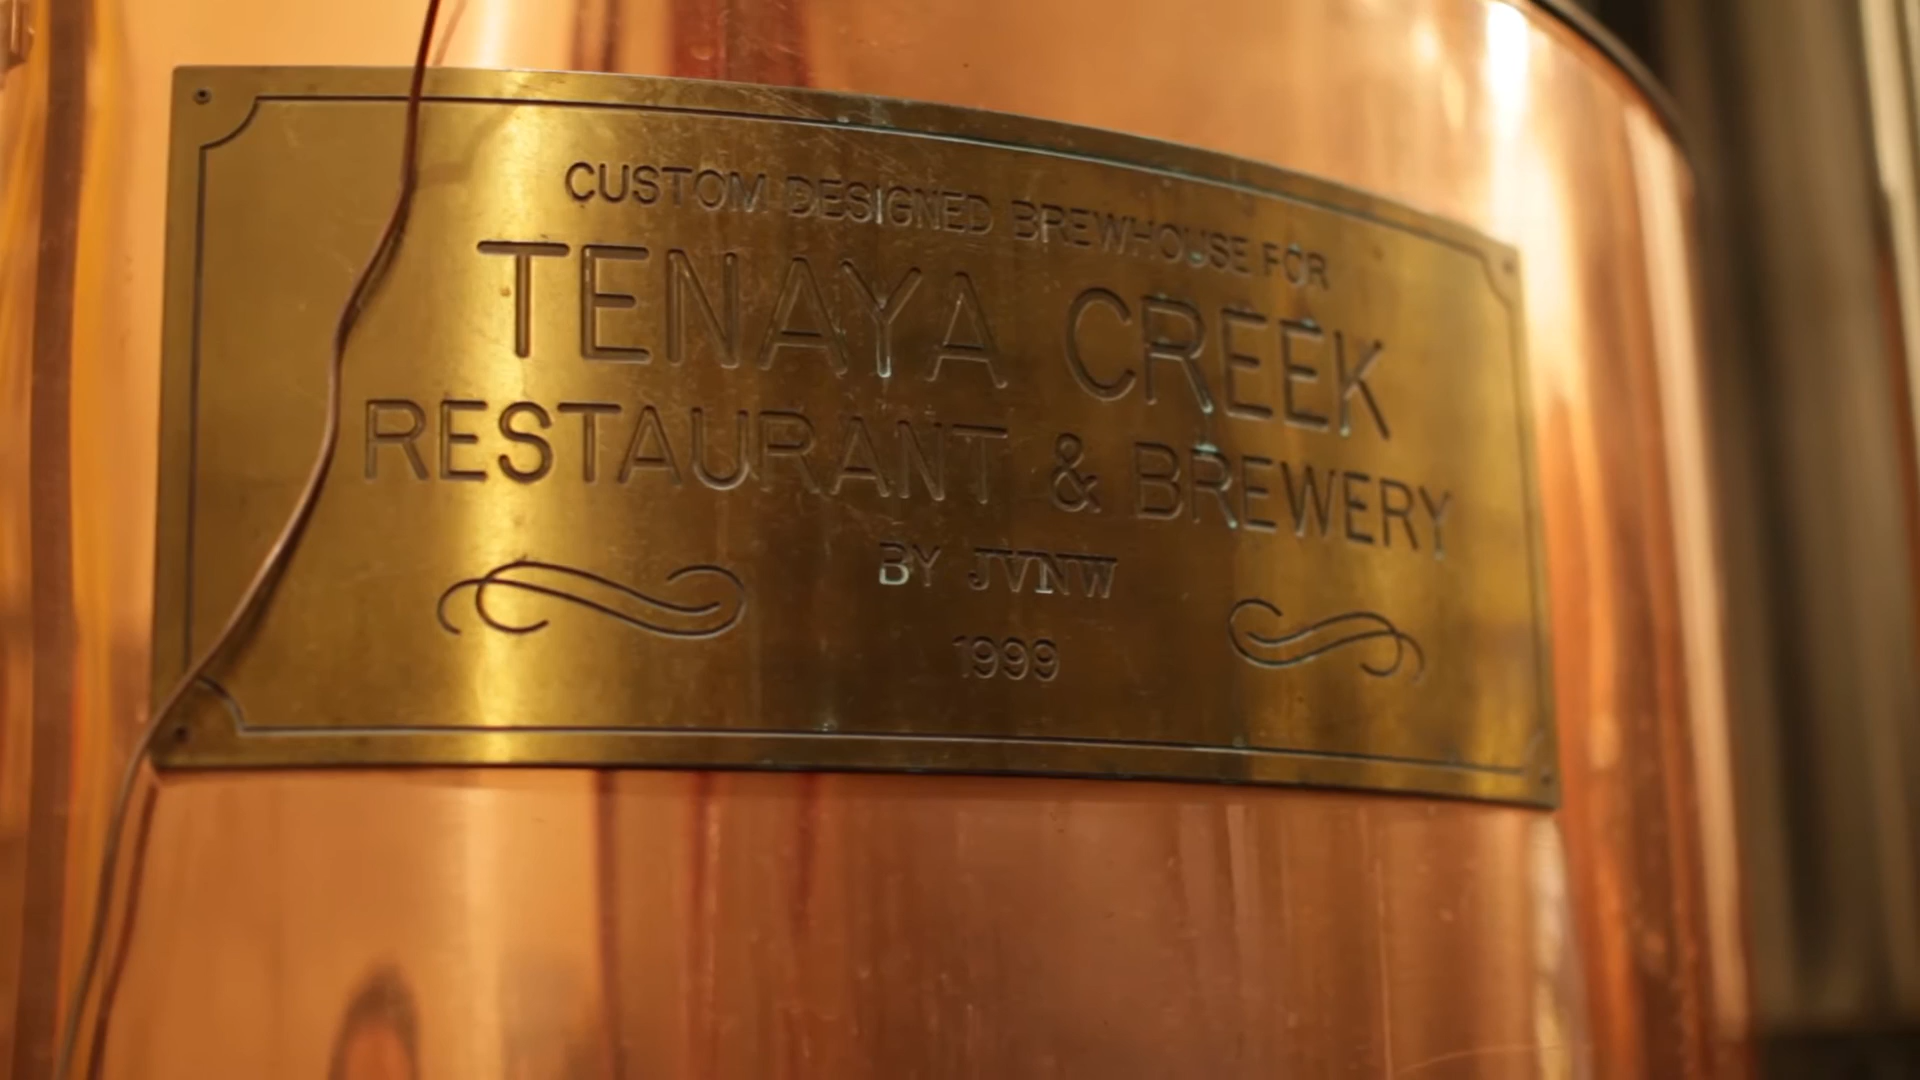 CUSTOM DESIGNED BREWHOUSE FOR
TENAYA CREEK
RESTAURANT & BREWERY
BY JVNW
1999